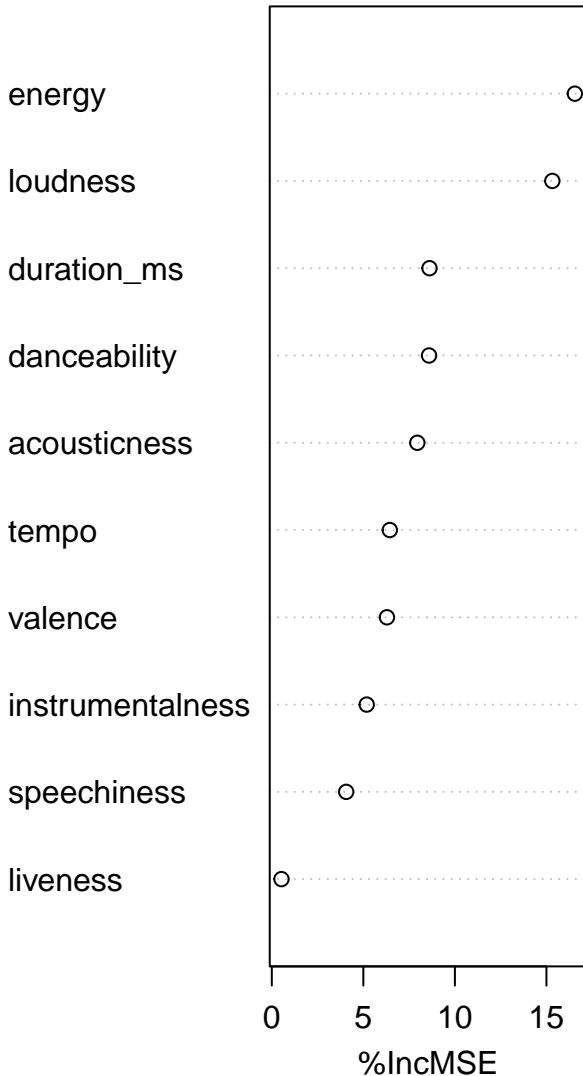 energy
loudness
duration_ms
danceability
acousticness
tempo
valence
instrumentalness
speechiness
liveness
0 5 10 15
%IncMSE